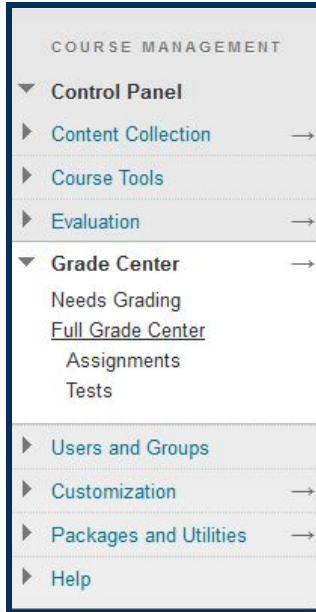 COURSE MANAGEMENT
Control Panel
Content Collection →
Course Tools
Evaluation →
Grade Center →
Needs Grading
Full Grade Center
Assignments
Tests
Users and Groups
Customization →
Packages and Utilities →
Help